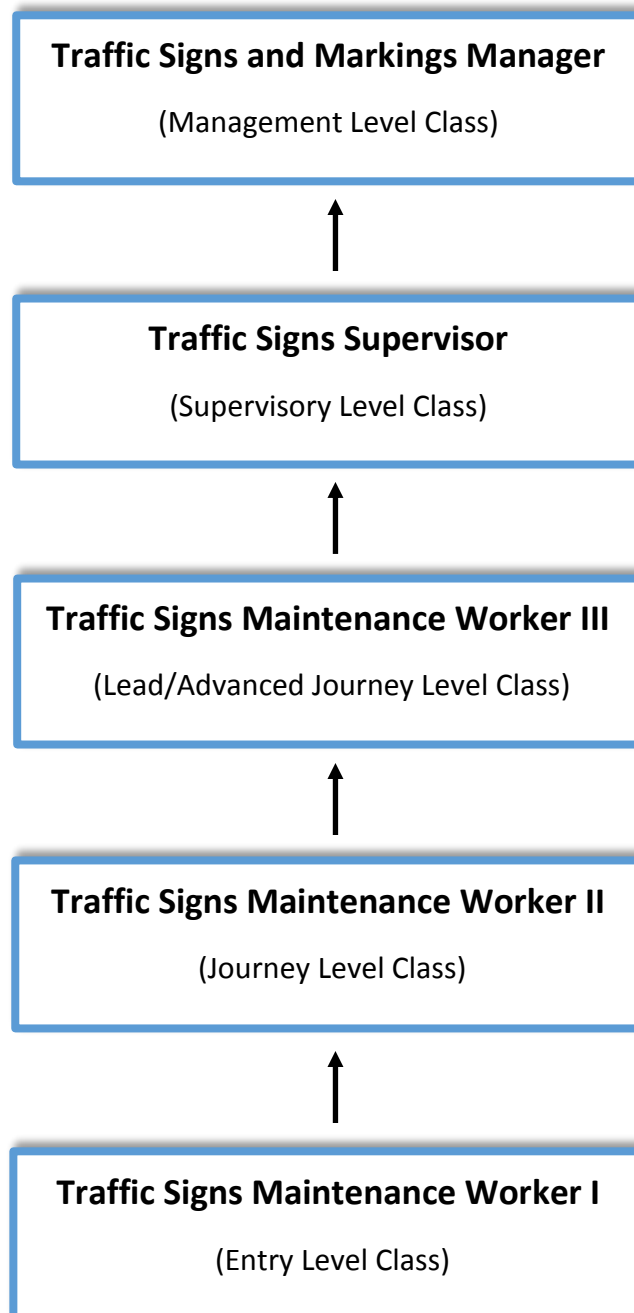 Traffic Signs and Markings Manager
(Management Level Class)
Traffic Signs Supervisor
(Supervisory Level Class)
Traffic Signs Maintenance Worker III
(Lead/Advanced Journey Level Class)
Traffic Signs Maintenance Worker II
(Journey Level Class)
Traffic Signs Maintenance Worker I
(Entry Level Class)